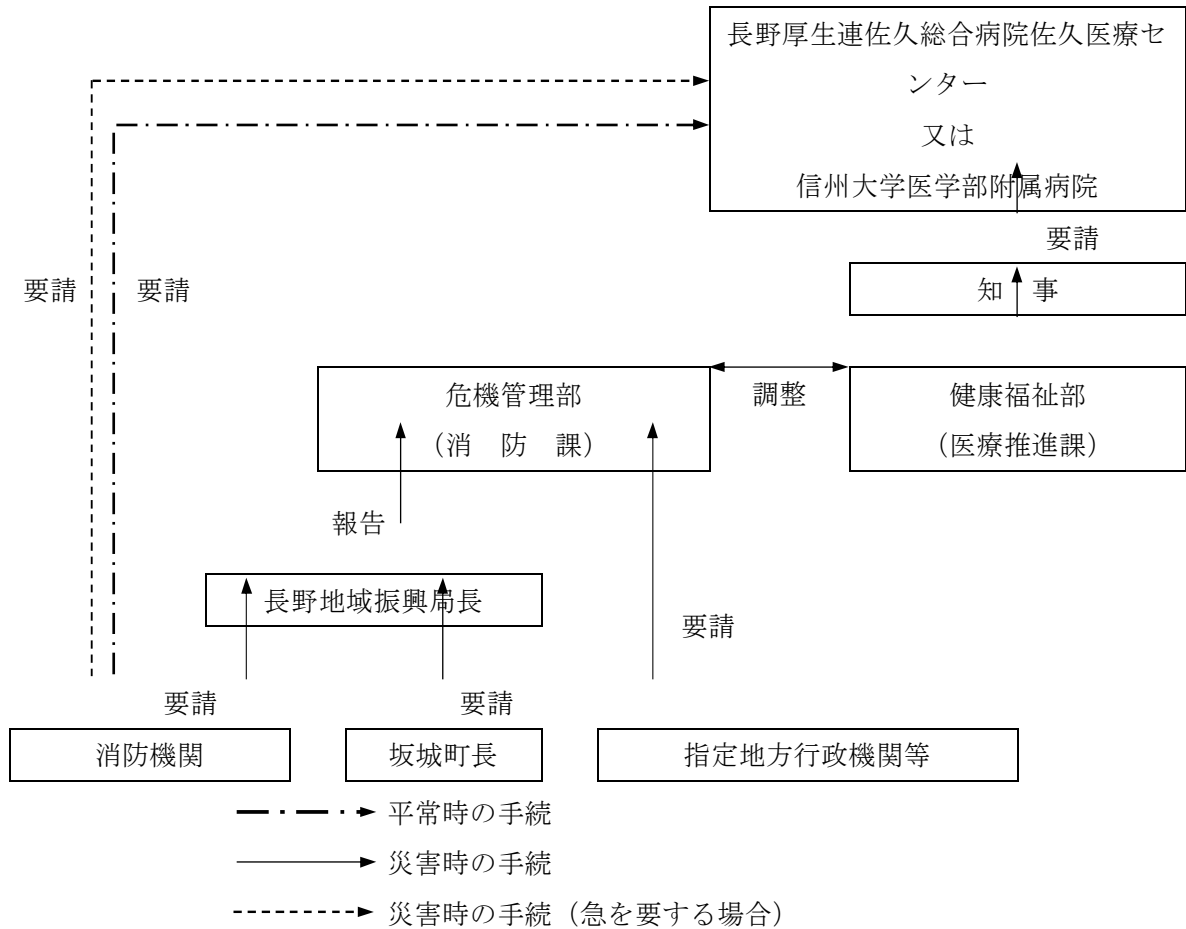 長野厚生連佐久総合病院佐久医療セ
ンター
又は
信州大学医学部附属病院
要請
要請
要請
知 事
危機管理部
(消 防 課)
調整
健康福祉部
(医療推進課)
報告
長野地域振興局長
要請
要請
要請
消防機関
坂城町長
指定地方行政機関等
平常時の手続
災害時の手続
災害時の手続(急を要する場合)